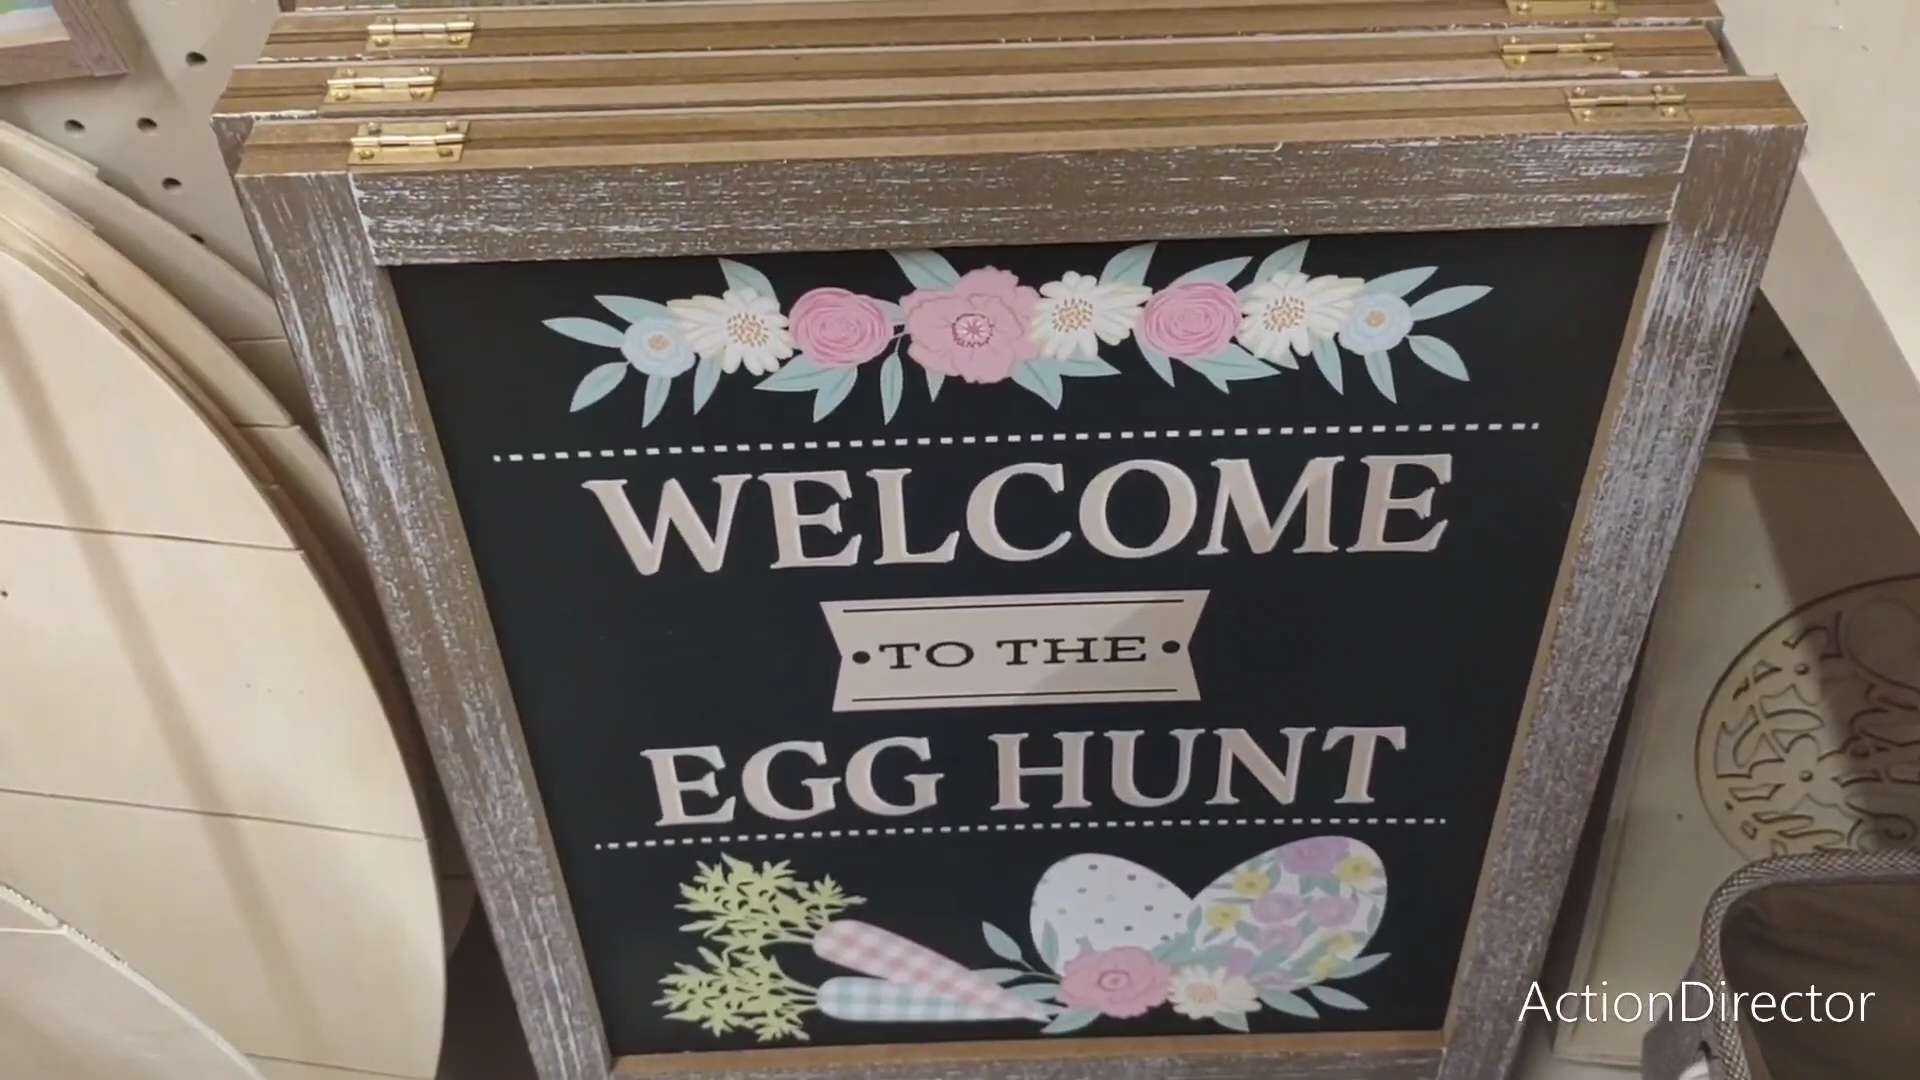 WELCOME
• TO THE •
EGG HUNT
ActionDirector